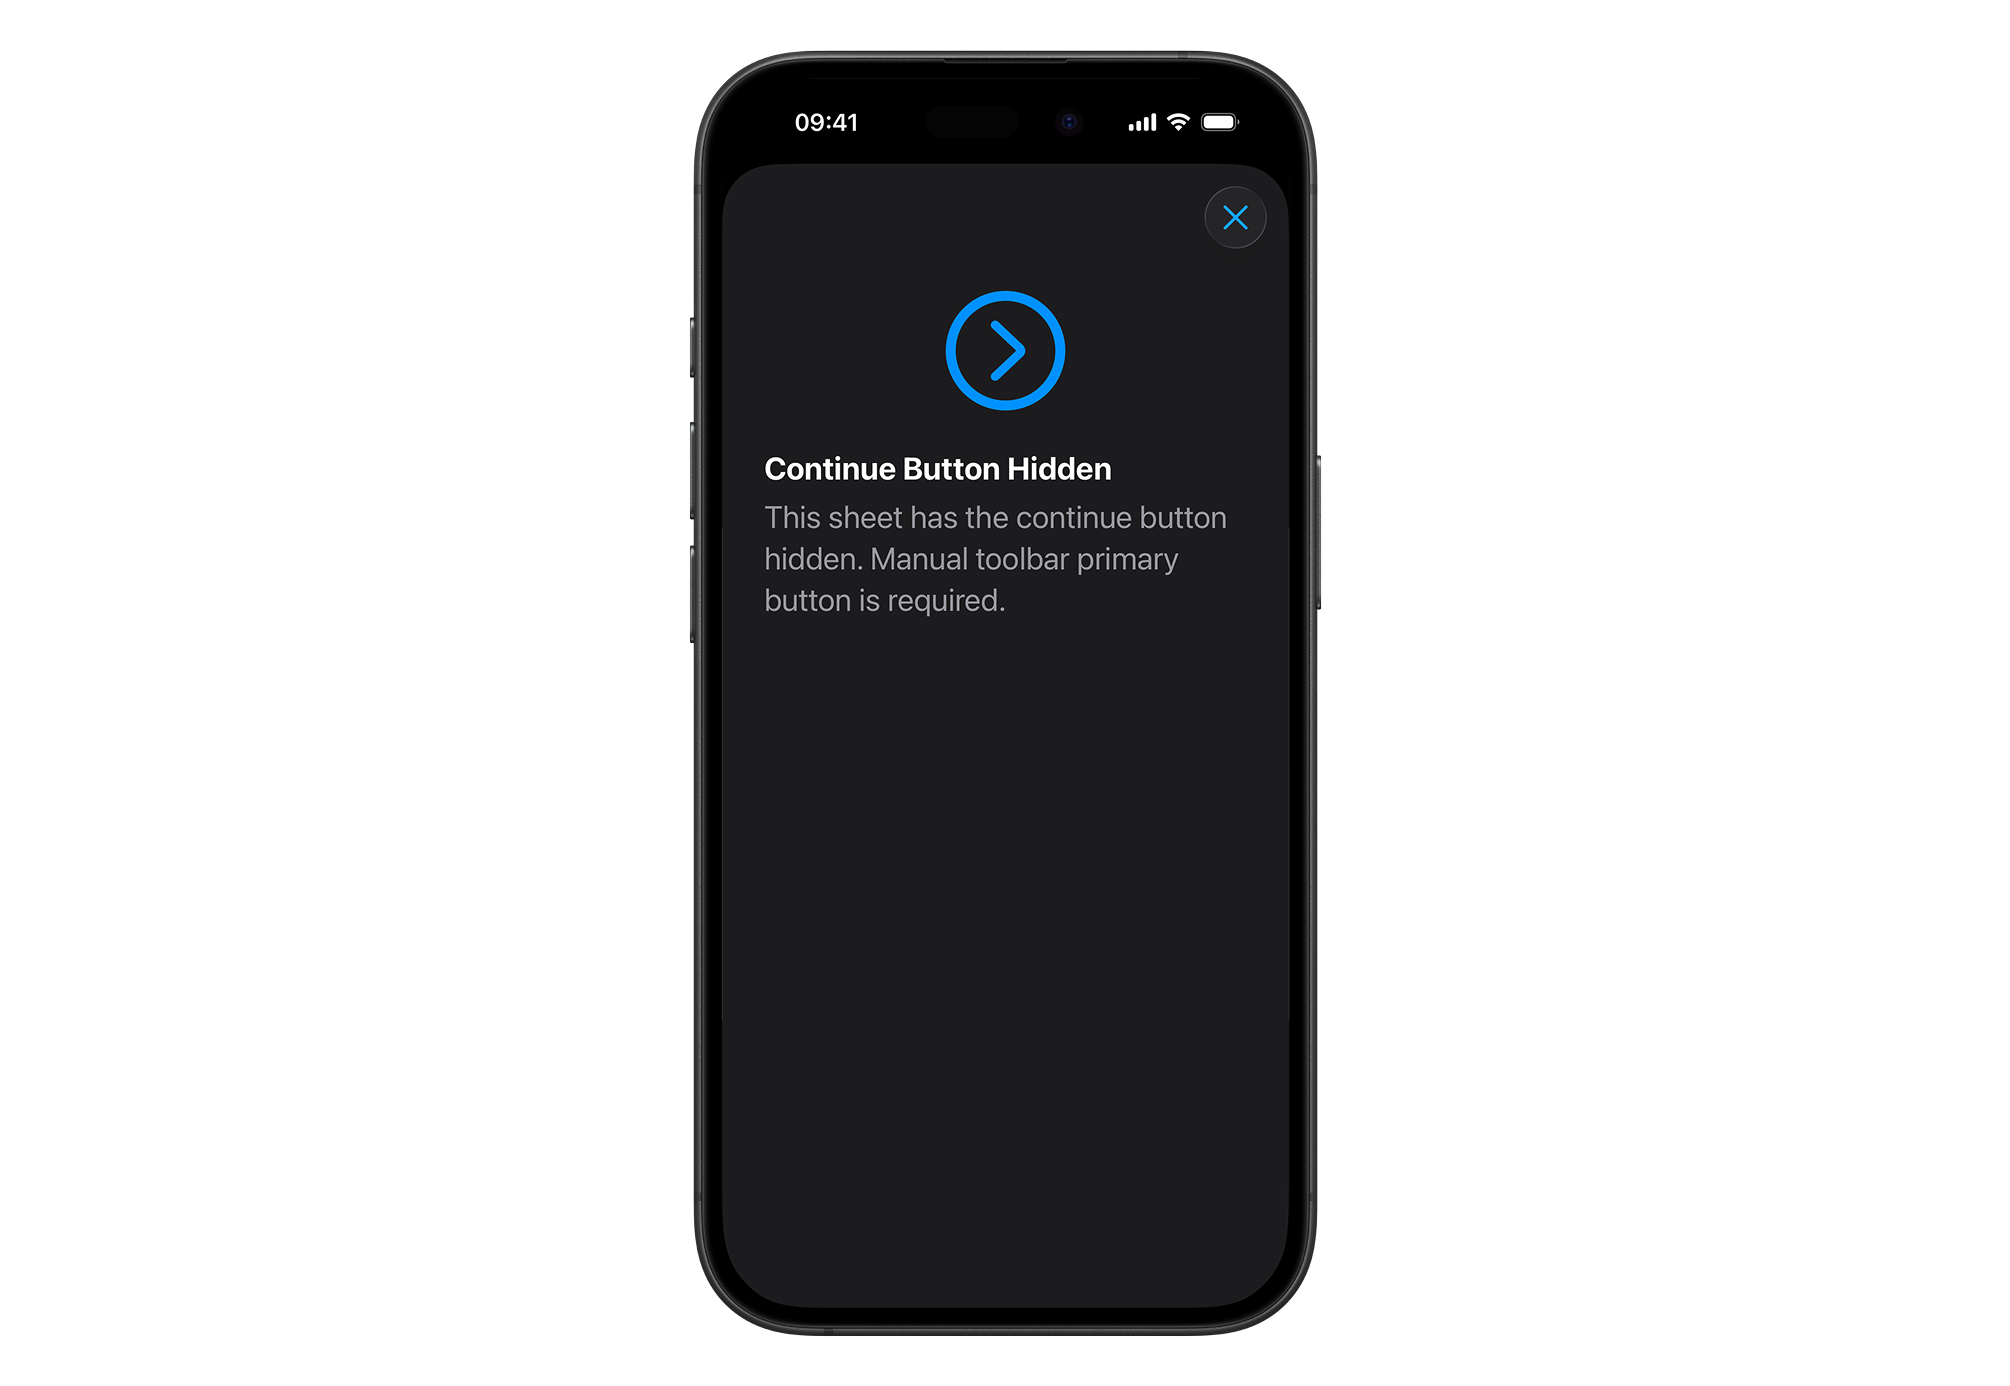 09:41
Continue Button Hidden
This sheet has the continue button
hidden. Manual toolbar primary
button is required.